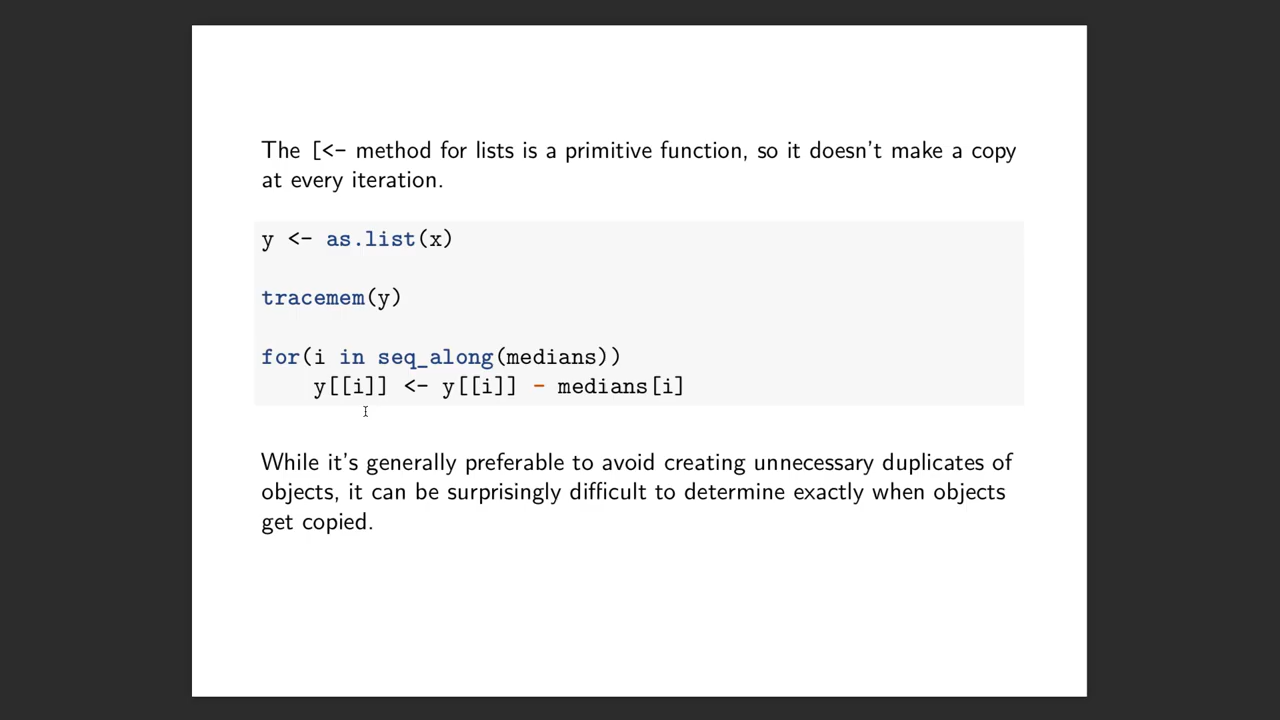 The [<- method for lists is a primitive function, so it doesn't make a copy
at every iteration.
y <- as.list(x)
tracemem(y)
for(i in seq_along(medians))
    y[[i]] <- y[[i]] - medians[i]
While it's generally preferable to avoid creating unnecessary duplicates of
objects, it can be surprisingly difficult to determine exactly when objects
get copied.